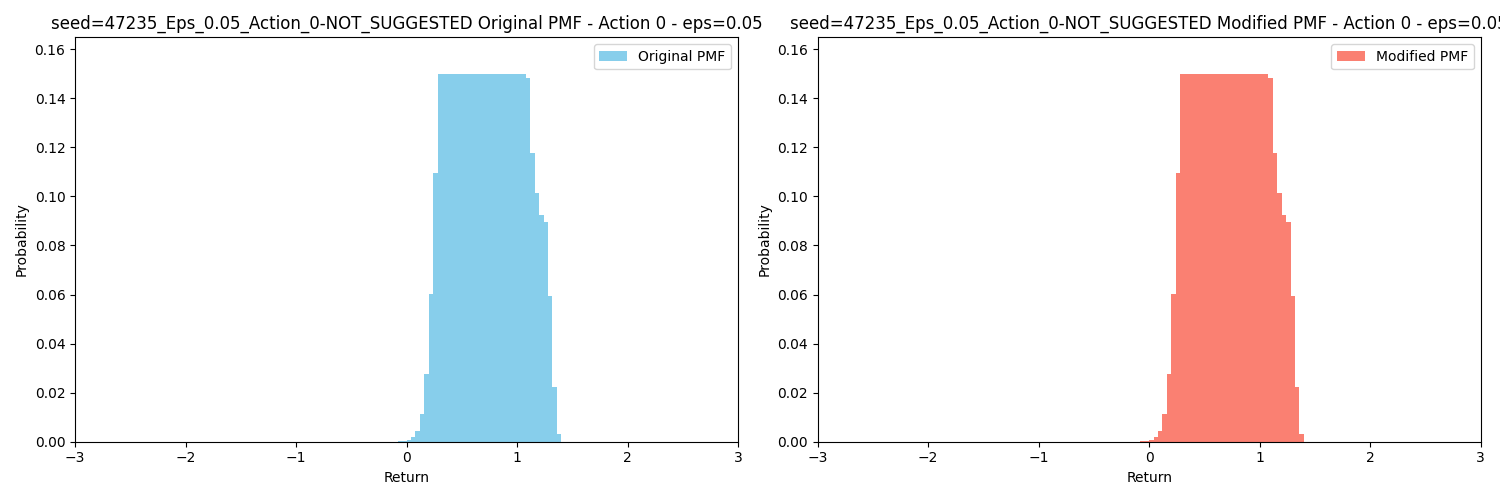 seed=47235_Eps_0.05_Action_0-NOT_SUGGESTED Original PMF - Action 0 - eps=0.05
Original PMF
Probability
0.16
0.14
0.12
0.10
0.08
0.06
0.04
0.02
0.00
−3 −2 −1 0 1 2 3
Return
seed=47235_Eps_0.05_Action_0-NOT_SUGGESTED Modified PMF - Action 0 - eps=0.05
Modified PMF
Probability
0.16
0.14
0.12
0.10
0.08
0.06
0.04
0.02
0.00
−3 −2 −1 0 1 2 3
Return